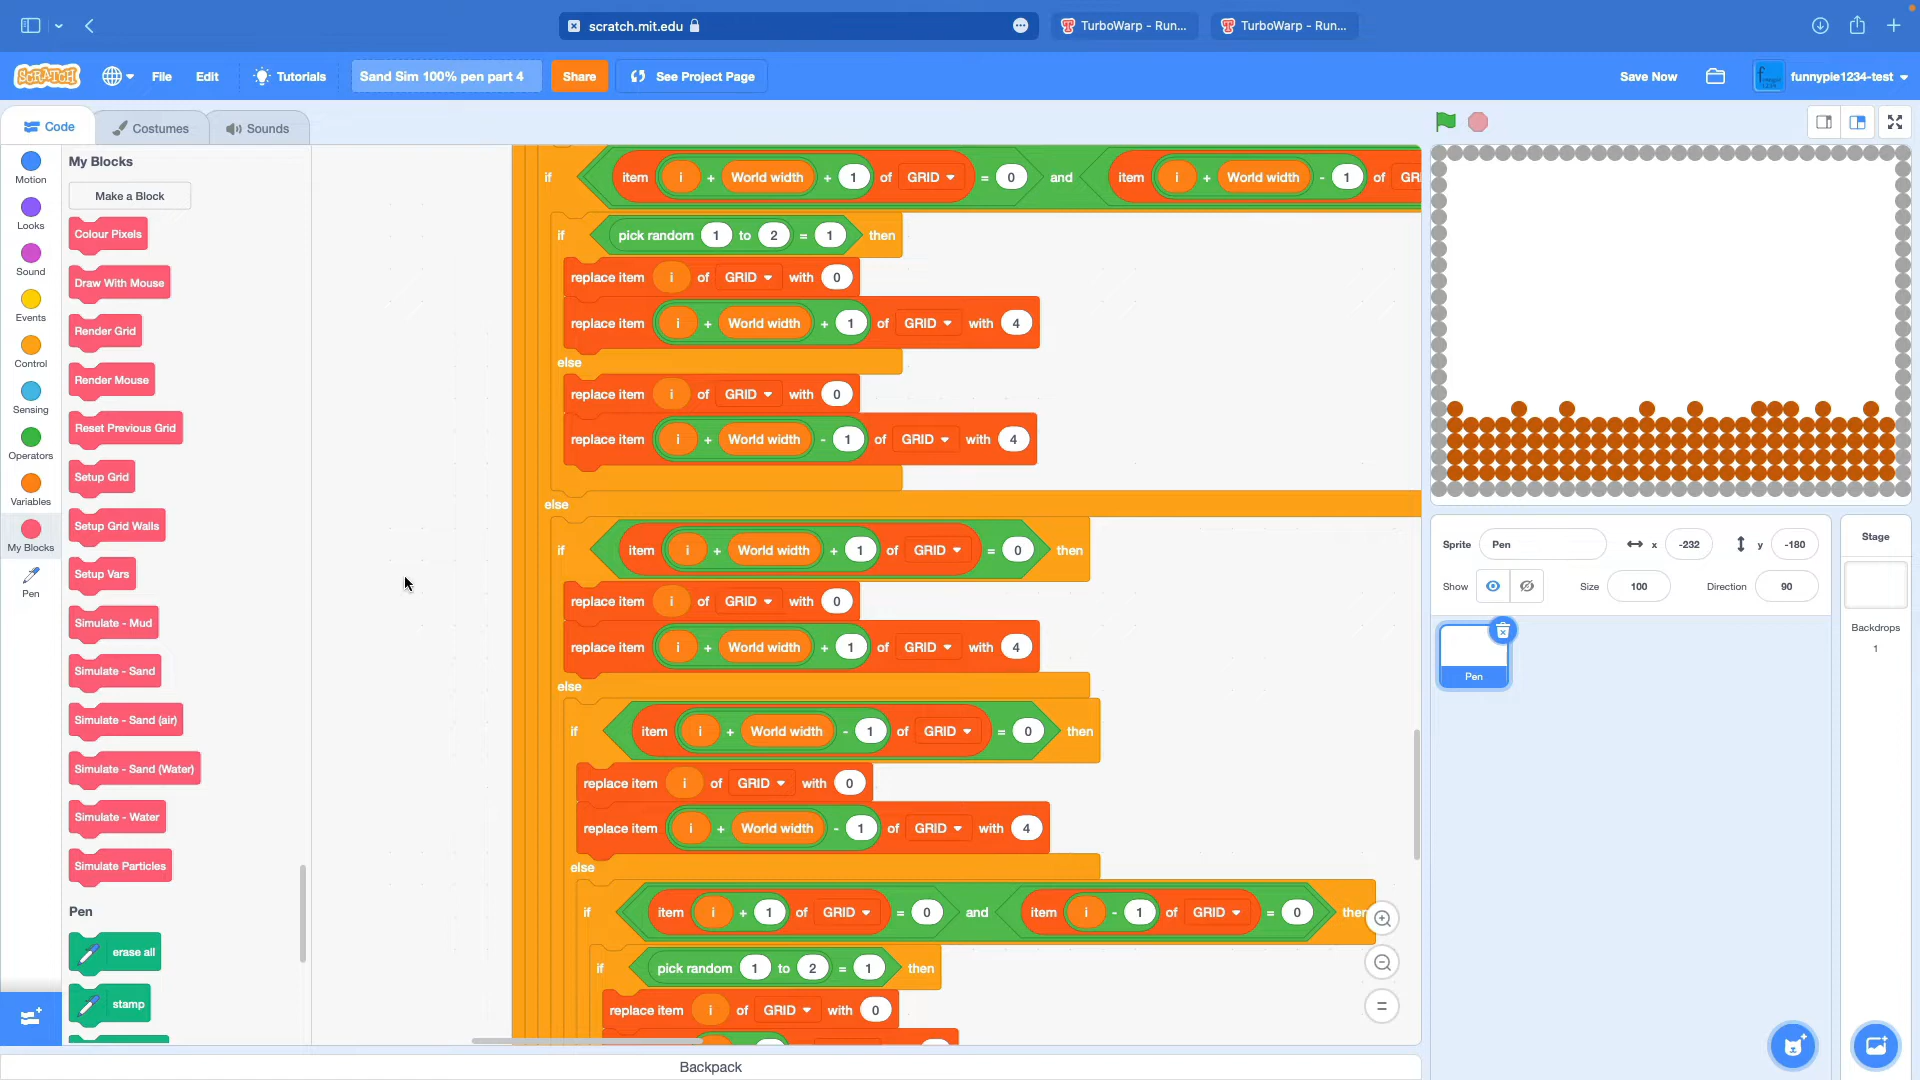 scratch.mit.edu
TurboWarp - Run...
TurboWarp - Run...
SCRATCH
File
Edit
Tutorials
Sand Sim 100% pen part 4
Share
See Project Page
Save Now
funnypie1234-test
Code
Costumes
Sounds
Motion
Looks
Sound
Events
Control
Sensing
Operators
Variables
My Blocks
Pen
My Blocks
Make a Block
Colour Pixels
Draw With Mouse
Render Grid
Render Mouse
Reset Previous Grid
Setup Grid
Setup Grid Walls
Setup Vars
Simulate - Mud
Simulate - Sand
Simulate - Sand (air)
Simulate - Sand (Water)
Simulate - Water
Simulate Particles
Pen
erase all
stamp
if item i + World width + 1 of GRID = 0 and item i + World width - 1 of GR
if pick random 1 to 2 = 1 then
replace item i of GRID with 0
replace item i + World width + 1 of GRID with 4
else
replace item i of GRID with 0
replace item i + World width - 1 of GRID with 4
else
if item i + World width + 1 of GRID = 0 then
replace item i of GRID with 0
replace item i + World width + 1 of GRID with 4
else
if item i + World width - 1 of GRID = 0 then
replace item i of GRID with 0
replace item i + World width - 1 of GRID with 4
else
if item i + 1 of GRID = 0 and item i - 1 of GRID = 0 then
if pick random 1 to 2 = 1 then
replace item i of GRID with 0
Backpack
Sprite Pen x -232 y -180
Show Size 100 Direction 90
Pen
Stage
Backdrops
1